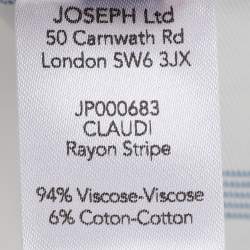 JOSEPH Ltd
50 Carnwath Rd
London SW6 3JX
JP000683
CLAUDI
Rayon Stripe
94% Viscose-Viscose
6% Coton-Cotton